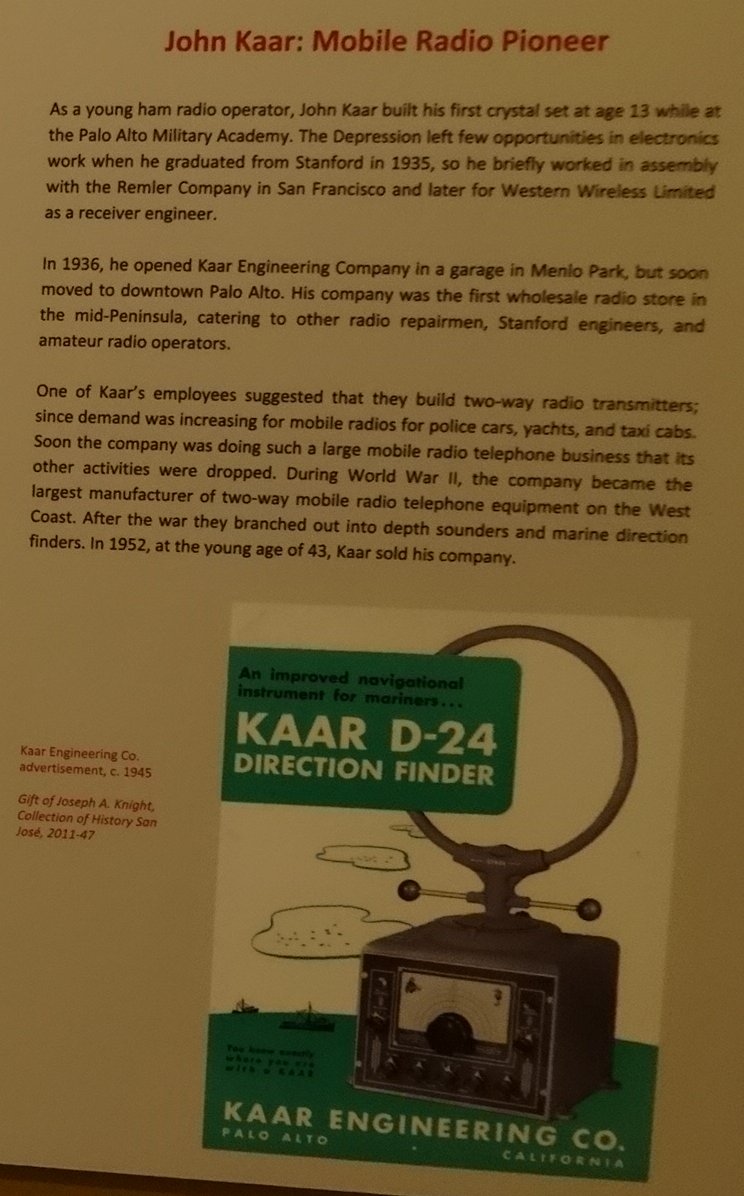 John Kaar: Mobile Radio Pioneer
As a young ham radio operator, John Kaar built his first crystal set at age 13 while at
the Palo Alto Military Academy. The Depression left few opportunities in electronics
work when he graduated from Stanford in 1935, so he briefly worked in assembly
with the Remler Company in San Francisco and later for Western Wireless Limited
as a receiver engineer.
In 1936, he opened Kaar Engineering Company in a garage in Menlo Park, but soon
moved to downtown Palo Alto. His company was the first wholesale radio store in
the mid-Peninsula, catering to other radio repairmen, Stanford engineers, and
amateur radio operators.
One of Kaar's employees suggested that they build two-way radio transmitters;
since demand was increasing for mobile radios for police cars, yachts, and taxi cabs.
Soon the company was doing such a large mobile radio telephone business that its
other activities were dropped. During World War II, the company became the
largest manufacturer of two-way mobile radio telephone equipment on the West
Coast. After the war they branched out into depth sounders and marine direction
finders. In 1952, at the young age of 43, Kaar sold his company.
Kaar Engineering Co.
advertisement, c. 1945
Gift of Joseph A. Knight,
Collection of History San
José, 2011-47
An improved navigational
instrument for mariners...
KAAR D-24
DIRECTION FINDER
You know exactly
where you are
with a KAAR
KAAR ENGINEERING CO.
PALO ALTO
CALIFORNIA